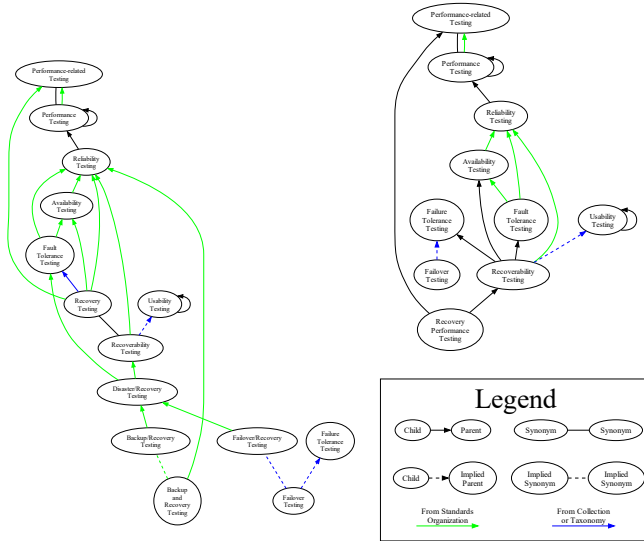 Performance-related
Testing
Performance
Testing
Reliability
Testing
Availability
Testing
Fault
Tolerance
Testing
Recovery
Testing
Usability
Testing
Recoverability
Testing
Disaster/Recovery
Testing
Backup/Recovery
Testing
Failover/Recovery
Testing
Failure
Tolerance
Testing
Backup
and
Recovery
Testing
Failover
Testing
Performance-related
Testing
Performance
Testing
Reliability
Testing
Availability
Testing
Failure
Tolerance
Testing
Fault
Tolerance
Testing
Usability
Testing
Failover
Testing
Recoverability
Testing
Recovery
Performance
Testing
Legend
Child
Parent
Synonym
Synonym
Child
Implied
Parent
Implied
Synonym
Implied
Synonym
From Standards
Organization
From Collection
or Taxonomy